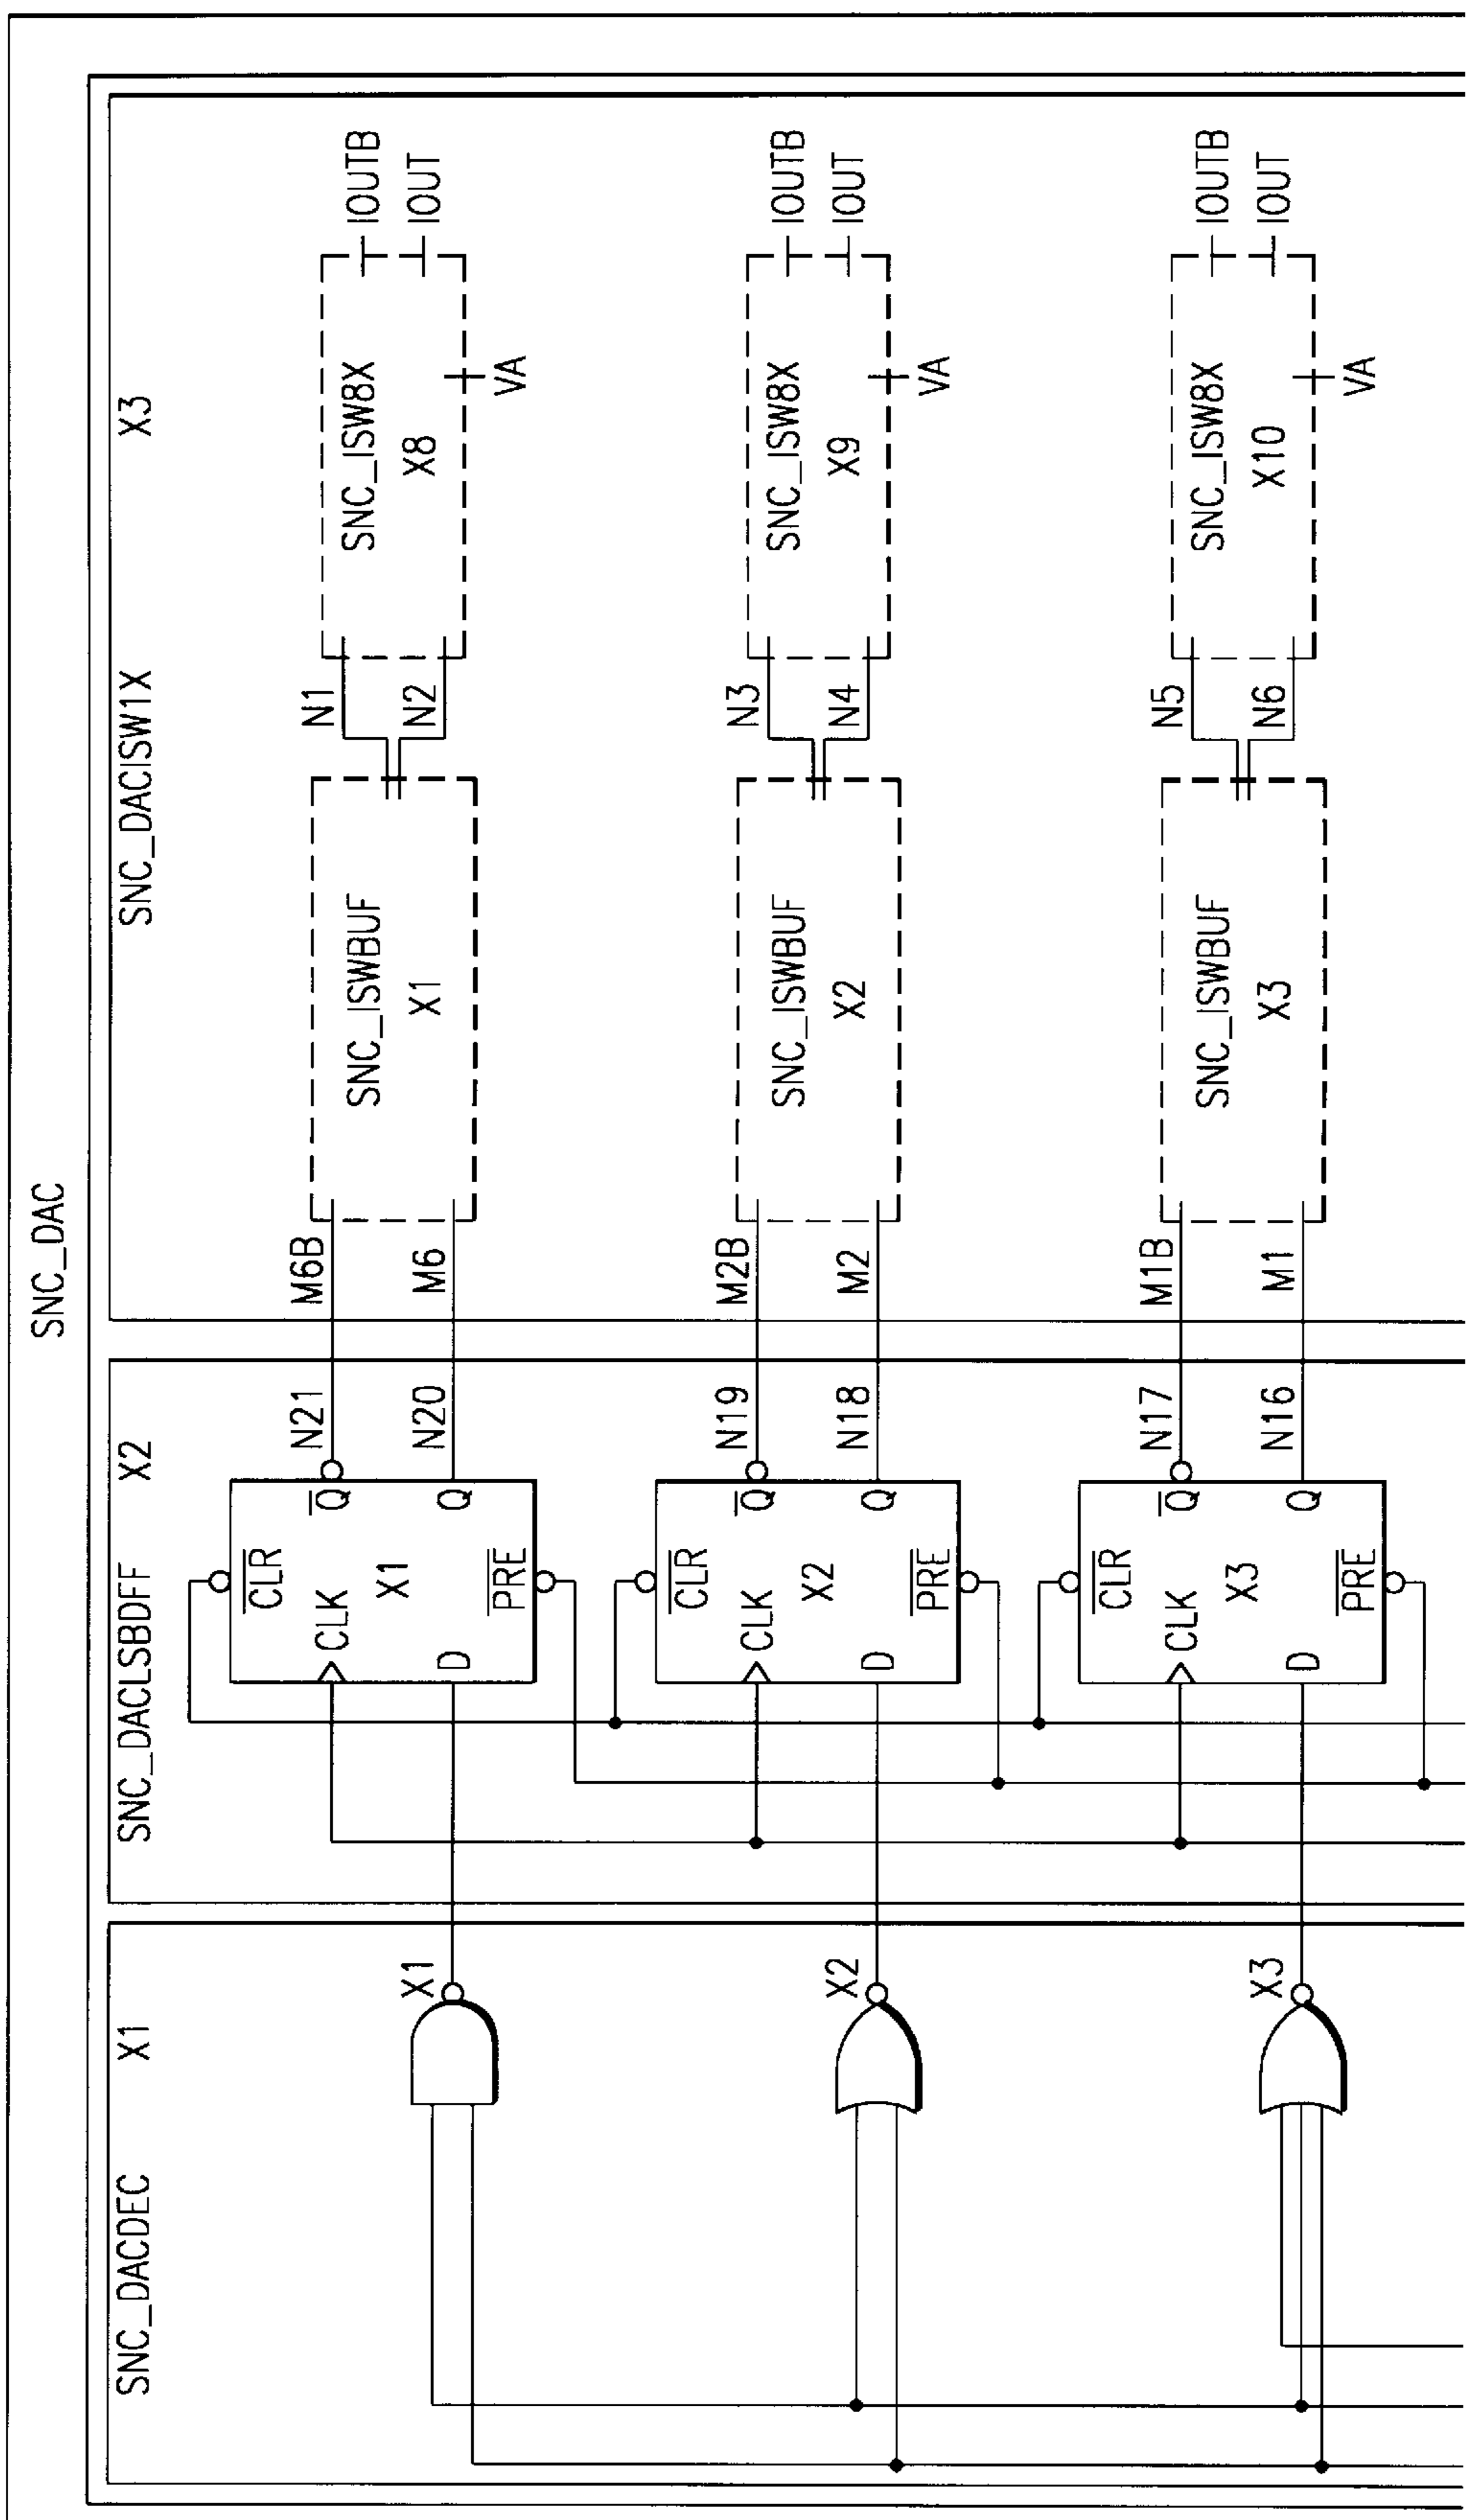 SNC_DAC
SNC_DACDEC X1
SNC_DACLSBDFF X2
SNC_DACISW1X X3
X1
CLR
CLK
X1
D
PRE
Q
Q
N21
N20
M6B
M6
SNC_ISWBUF
X1
N1
N2
SNC_ISW8X
X8
VA
IOUTB
IOUT
X2
CLR
CLK
X2
D
PRE
Q
Q
N19
N18
M2B
M2
SNC_ISWBUF
X2
N3
N4
SNC_ISW8X
X9
VA
IOUTB
IOUT
X3
CLR
CLK
X3
D
PRE
Q
Q
N17
N16
M1B
M1
SNC_ISWBUF
X3
N5
N6
SNC_ISW8X
X10
VA
IOUTB
IOUT